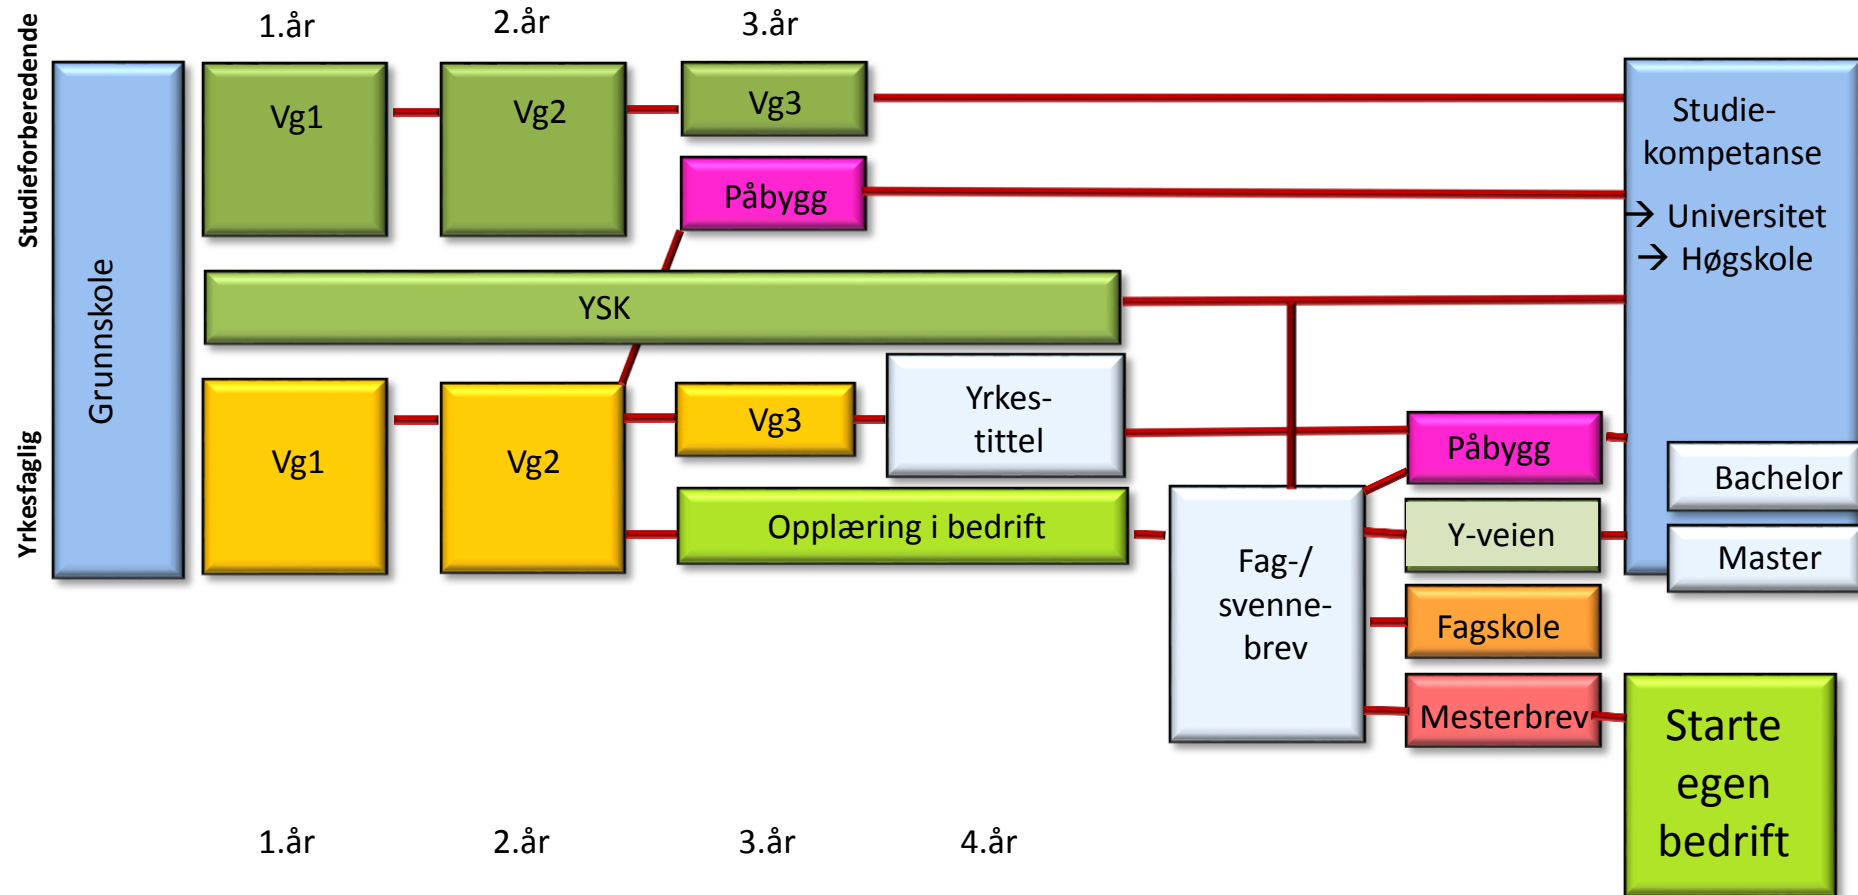 1.år
2.år
3.år
Studieforberedende
Yrkesfaglig
Grunnskole
Vg1
Vg2
Vg3
Påbygg
YSK
Vg1
Vg2
Vg3
Yrkes-
tittel
Opplæring i bedrift
Fag-/
svenne-
brev
Påbygg
Y-veien
Fagskole
Mesterbrev
Studie-
kompetanse
→ Universitet
→ Høgskole
Bachelor
Master
Starte
egen
bedrift
1.år
2.år
3.år
4.år